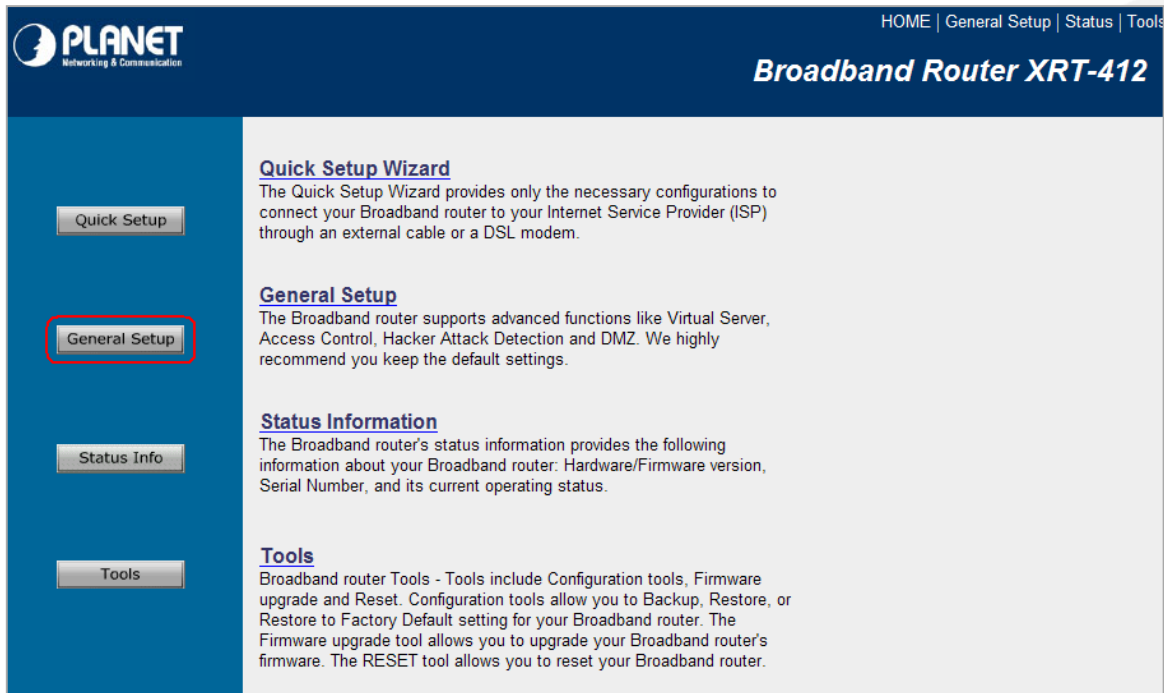 PLANET
Networking & Communication
HOME | General Setup | Status | Tools
Broadband Router XRT-412
Quick Setup
General Setup
Status Info
Tools
Quick Setup Wizard
The Quick Setup Wizard provides only the necessary configurations to
connect your Broadband router to your Internet Service Provider (ISP)
through an external cable or a DSL modem.
General Setup
The Broadband router supports advanced functions like Virtual Server,
Access Control, Hacker Attack Detection and DMZ. We highly
recommend you keep the default settings.
Status Information
The Broadband router's status information provides the following
information about your Broadband router: Hardware/Firmware version,
Serial Number, and its current operating status.
Tools
Broadband router Tools - Tools include Configuration tools, Firmware
upgrade and Reset. Configuration tools allow you to Backup, Restore, or
Restore to Factory Default setting for your Broadband router. The
Firmware upgrade tool allows you to upgrade your Broadband router's
firmware. The RESET tool allows you to reset your Broadband router.